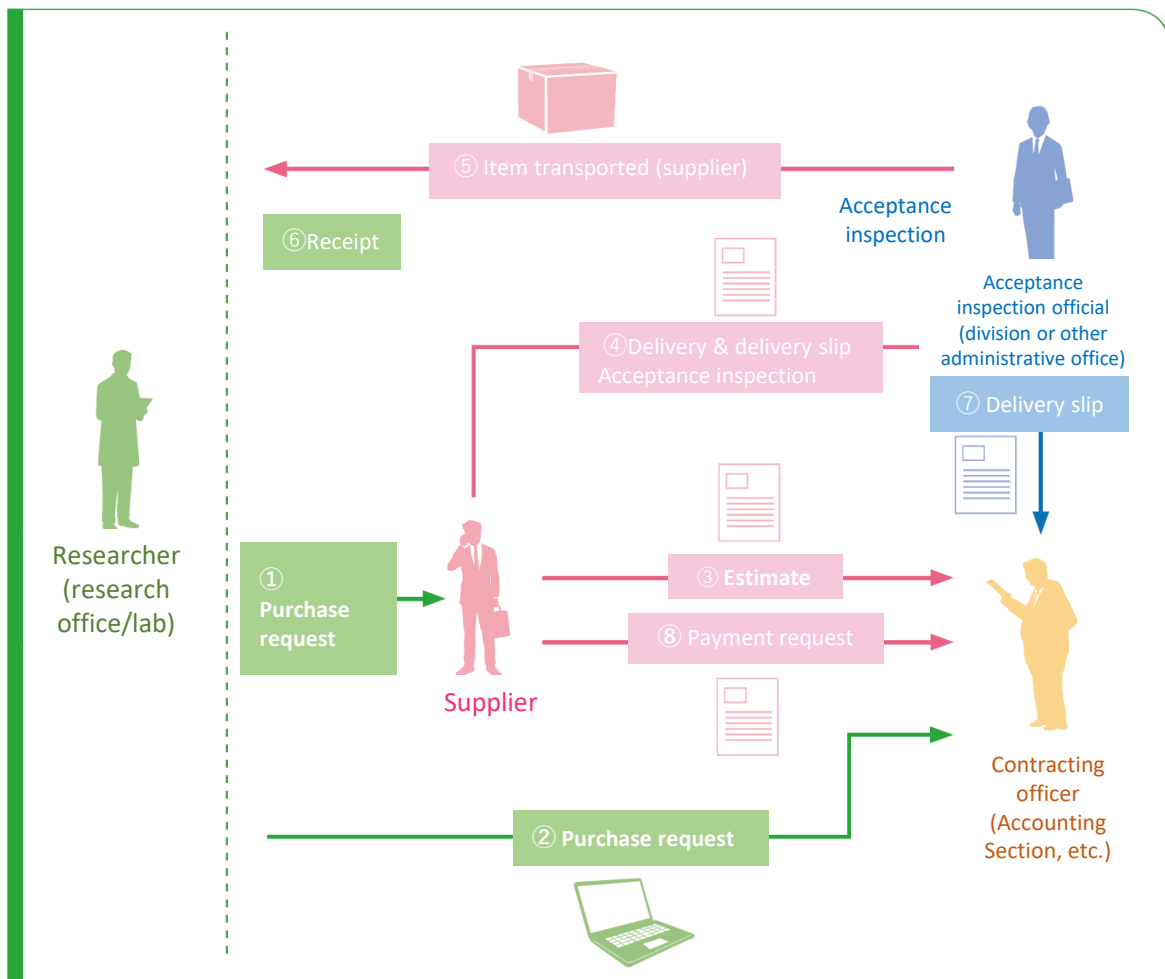 ⑤ Item transported (supplier)
Acceptance
inspection
⑥Receipt
Acceptance
inspection official
(division or other
administrative office)
④Delivery & delivery slip
Acceptance inspection
⑦ Delivery slip
Researcher
(research
office/lab)
①
Purchase
request
③ Estimate
⑧ Payment request
Supplier
Contracting
officer
(Accounting
Section, etc.)
② Purchase request